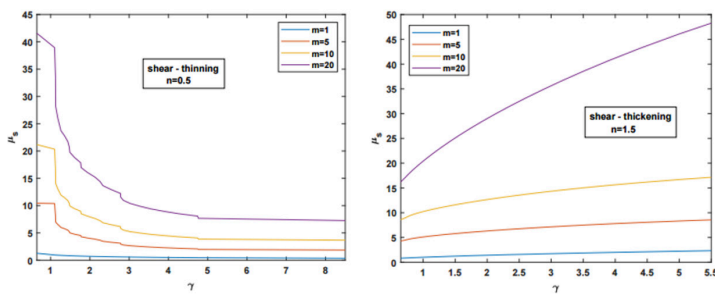 45
40
35
30
25
20
15
10
5
0
μs
1
2
3
4
5
6
7
8
γ
shear - thinning
n=0.5
m=1
m=5
m=10
m=20
50
45
40
35
30
25
20
15
10
5
0
μs
1
1.5
2
2.5
3
3.5
4
4.5
5
5.5
γ
m=1
m=5
m=10
m=20
shear - thickening
n=1.5